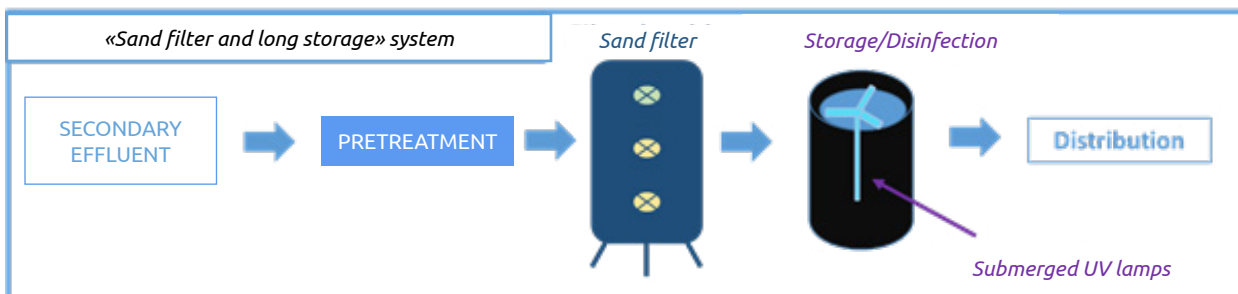 «Sand filter and long storage» system
Sand filter
Storage/Disinfection
SECONDARY
EFFLUENT
PRETREATMENT
Distribution
Submerged UV lamps